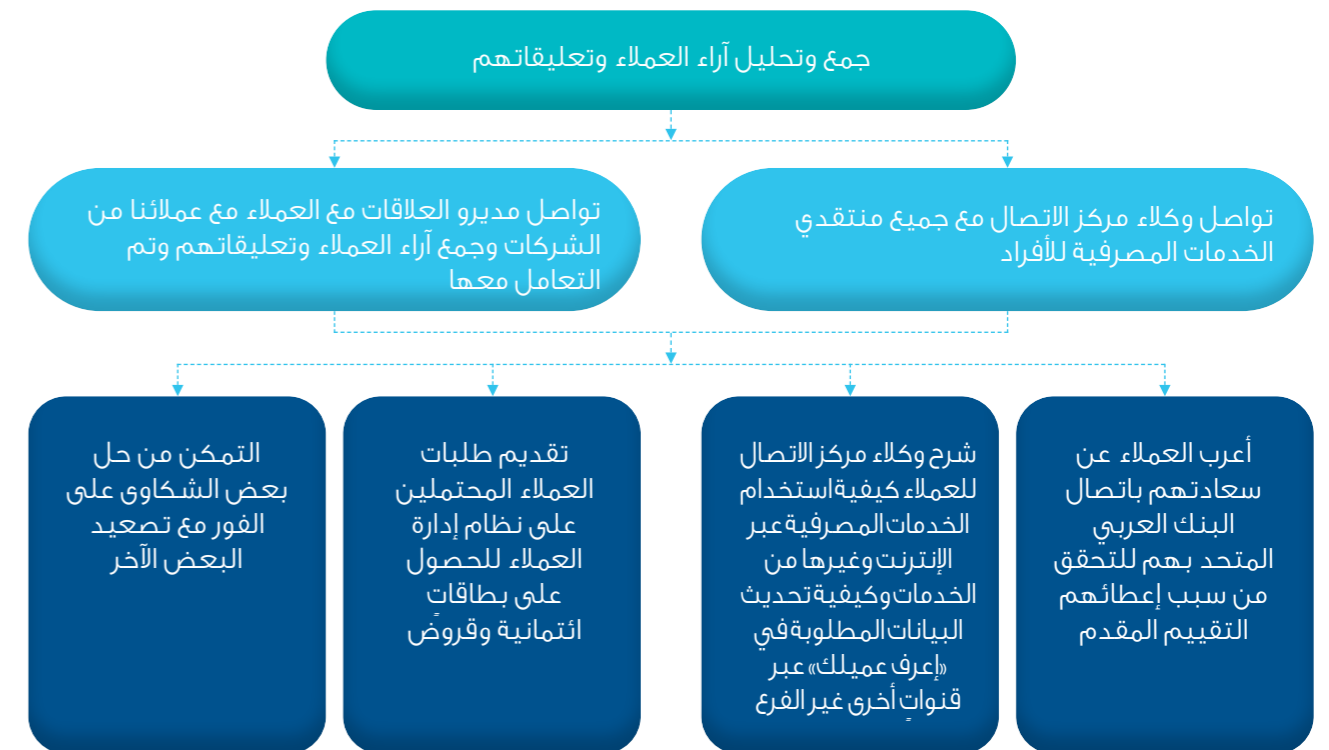 جمع وتحليل آراء العملاء وتعليقاتهم
تواصل وكلاء مركز الاتصال مع جميع منتقدي
الخدمات المصرفية للأفراد
تواصل مديرو العلاقات مع العملاء مع عملائنا من
الشركات وجمع آراء العملاء وتعليقاتهم وتم
التعامل معها
أعرب العملاء عن
سعادتهم باتصال
البنك العربي
المتحد بهم للتحقق
من سبب إعطائهم
التقييم المقدم
شرح وكلاء مركز الاتصال
للعملاء كيفية استخدام
الخدمات المصرفية عبر
الإنترنت وغيرها من
الخدمات وكيفية تحديث
البيانات المطلوبة في
«إعرف عميلك» عبر
قنواتٍ أخرى غير الفرع
تقديم طلبات
العملاء المحتملين
على نظام إدارة
العملاء للحصول
على بطاقاتٍ
ائتمانية وقروض
التمكن من حل
بعض الشكاوى على
الفور مع تصعيد
البعض الآخر